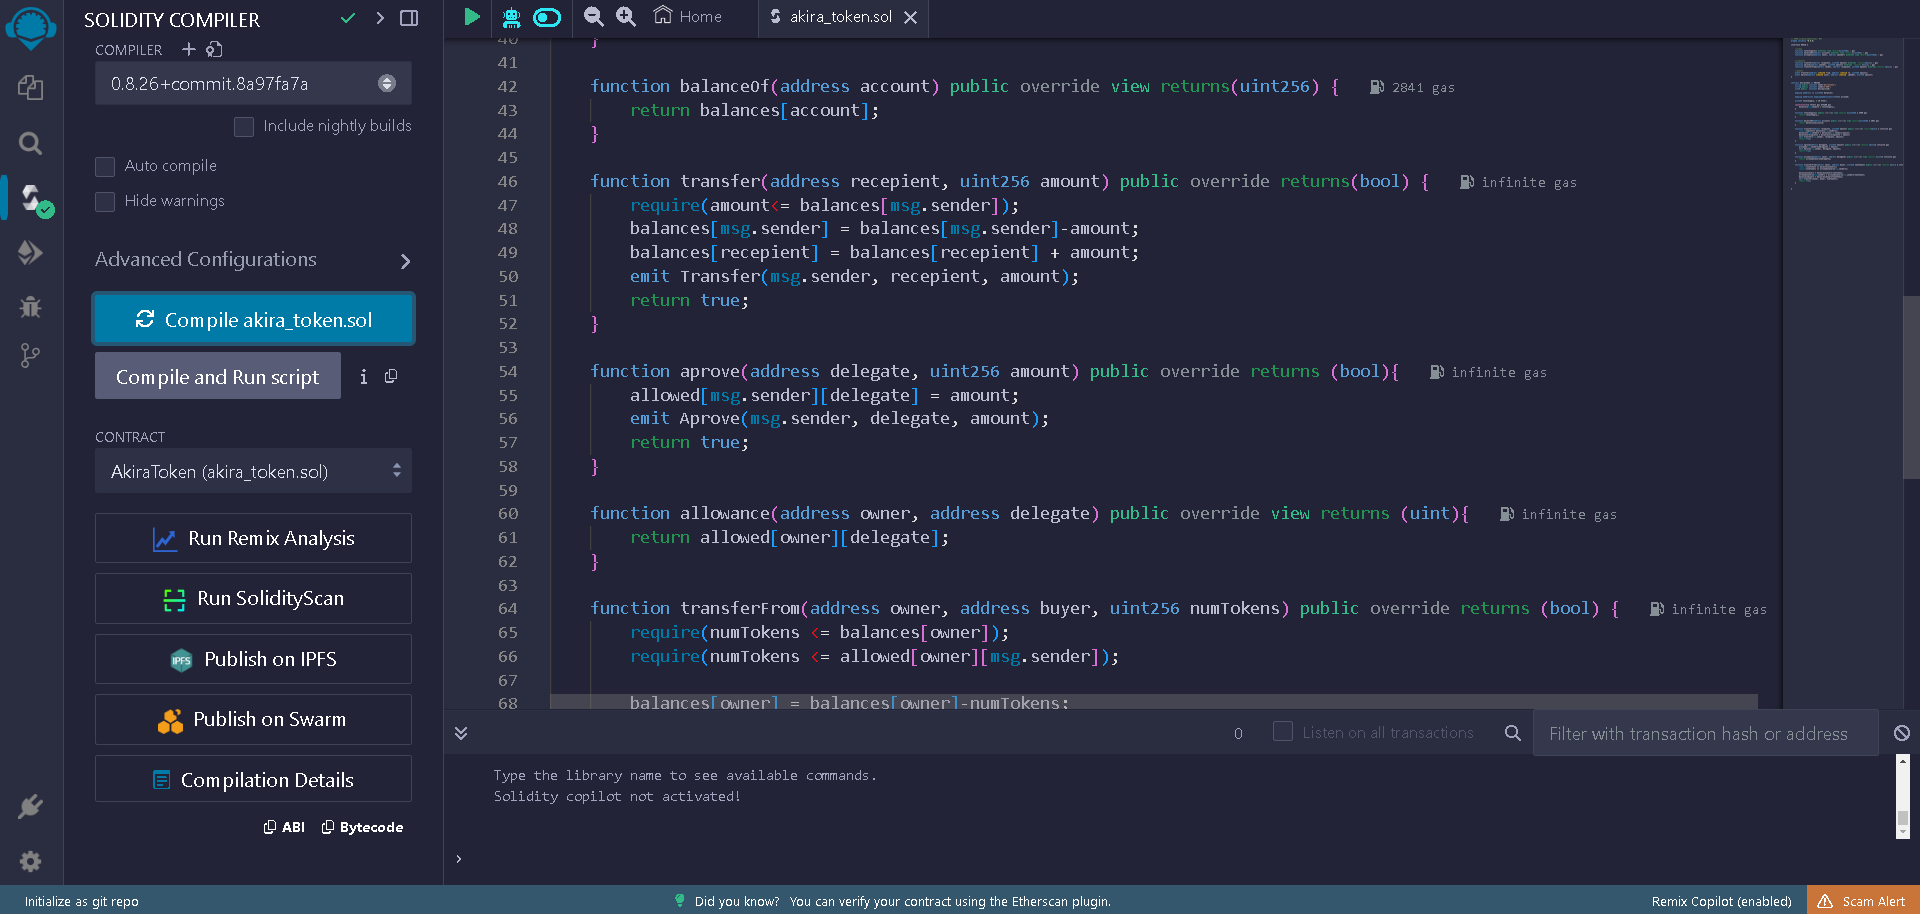 SOLIDITY COMPILER
COMPILER
0.8.26+commit.8a97fa7a
Include nightly builds
Auto compile
Hide warnings
Advanced Configurations
Compile akira_token.sol
Compile and Run script
i
CONTRACT
AkiraToken (akira_token.sol)
Run Remix Analysis
Run SolidityScan
IPFS Publish on IPFS
Publish on Swarm
Compilation Details
ABI Bytecode
Home akira_token.sol
40 }
41
42 function balanceOf(address account) public override view returns(uint256) { 2841 gas
43 return balances[account];
44 }
45
46 function transfer(address recepient, uint256 amount) public override returns(bool) { infinite gas
47 require(amount<= balances[msg.sender]);
48 balances[msg.sender] = balances[msg.sender]-amount;
49 balances[recepient] = balances[recepient] + amount;
50 emit Transfer(msg.sender, recepient, amount);
51 return true;
52 }
53
54 function aprove(address delegate, uint256 amount) public override returns (bool){ infinite gas
55 allowed[msg.sender][delegate] = amount;
56 emit Aprove(msg.sender, delegate, amount);
57 return true;
58 }
59
60 function allowance(address owner, address delegate) public override view returns (uint){ infinite gas
61 return allowed[owner][delegate];
62 }
63
64 function transferFrom(address owner, address buyer, uint256 numTokens) public override returns (bool) { infinite gas
65 require(numTokens <= balances[owner]);
66 require(numTokens <= allowed[owner][msg.sender]);
67
68 balances[owner] = balances[owner]-numTokens;
0 Listen on all transactions Filter with transaction hash or address
Type the library name to see available commands.
Solidity copilot not activated!
>
Initialize as git repo Did you know? You can verify your contract using the Etherscan plugin. Remix Copilot (enabled) Scam Alert